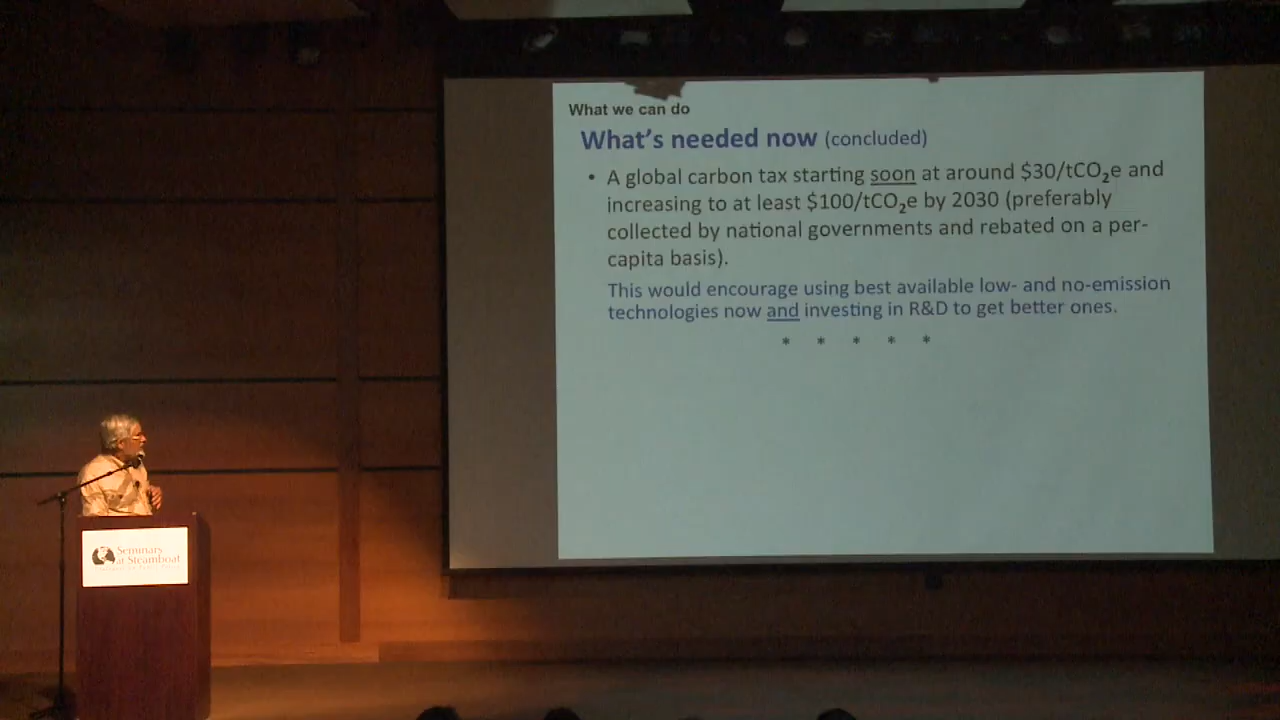 What we can do
What's needed now (concluded)
• A global carbon tax starting soon at around $30/tCO₂e and
increasing to at least $100/tCO₂e by 2030 (preferably
collected by national governments and rebated on a per-
capita basis).
This would encourage using best available low- and no-emission
technologies now and investing in R&D to get better ones.
* * * * *
Seminars
at Steamboat